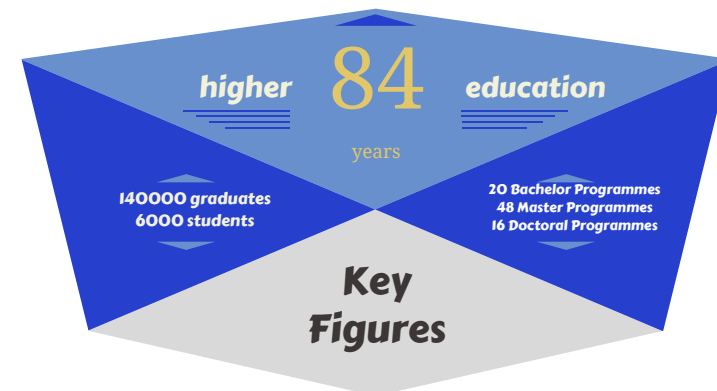 higher 84 education
years
140000 graduates
6000 students
20 Bachelor Programmes
48 Master Programmes
16 Doctoral Programmes
Key
Figures